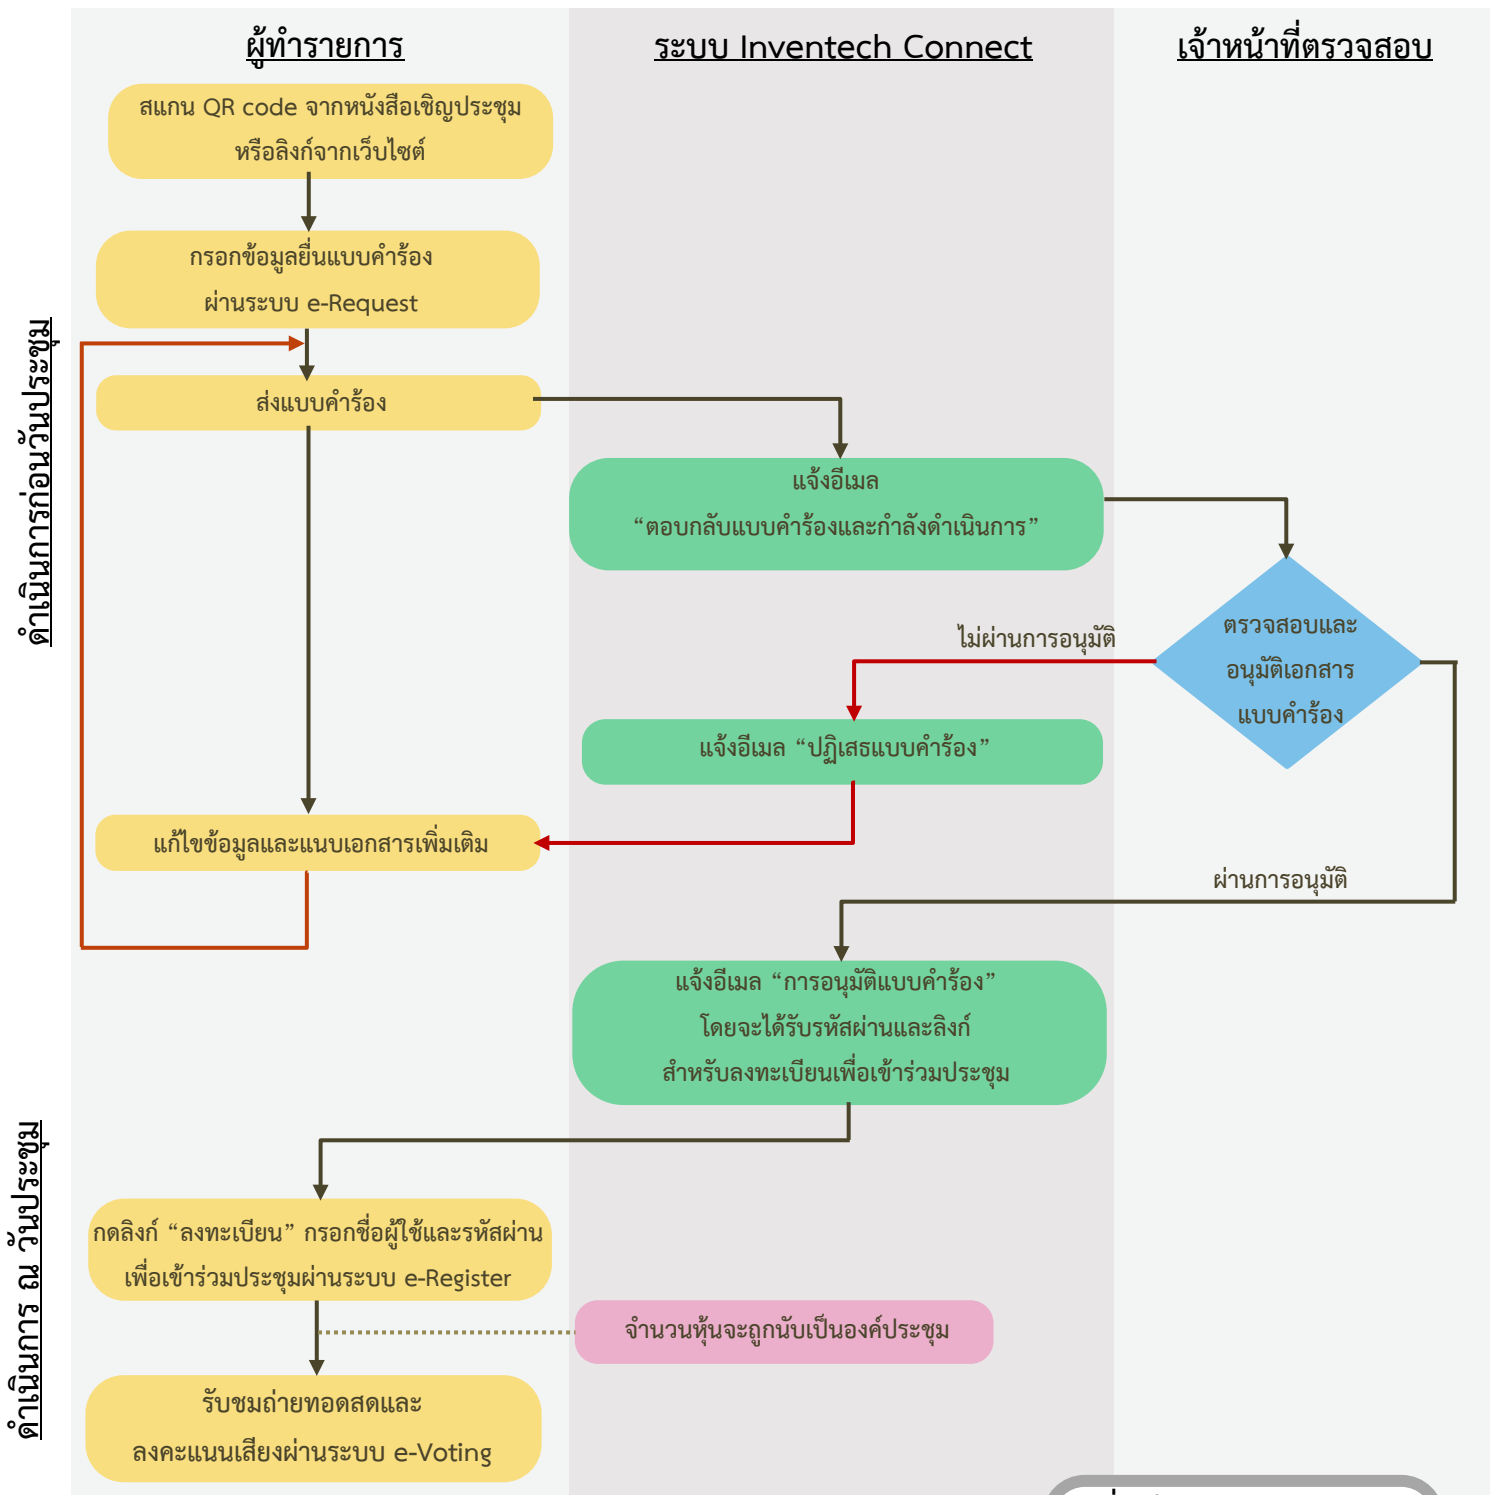 ผู้ทำรายการ
ระบบ Inventech Connect
เจ้าหน้าที่ตรวจสอบ
สแกน QR code จากหนังสือเชิญประชุม
หรือลิงก์จากเว็บไซต์
กรอกข้อมูลยื่นแบบคำร้อง
ผ่านระบบ e-Request
ดำเนินการก่อนวันประชุม
ส่งแบบคำร้อง
แจ้งอีเมล
“ตอบกลับแบบคำร้องและกำลังดำเนินการ”
ตรวจสอบและ
อนุมัติเอกสาร
แบบคำร้อง
ไม่ผ่านการอนุมัติ
แจ้งอีเมล “ปฏิเสธแบบคำร้อง”
แก้ไขข้อมูลและแนบเอกสารเพิ่มเติม
ผ่านการอนุมัติ
แจ้งอีเมล “การอนุมัติแบบคำร้อง”
โดยจะได้รับรหัสผ่านและลิงก์
สำหรับลงทะเบียนเพื่อเข้าร่วมประชุม
ดำเนินการ ณ วันประชุม
กดลิงก์ “ลงทะเบียน” กรอกชื่อผู้ใช้และรหัสผ่าน
เพื่อเข้าร่วมประชุมผ่านระบบ e-Register
จำนวนหุ้นจะถูกนับเป็นองค์ประชุม
รับชมถ่ายทอดสดและ
ลงคะแนนเสียงผ่านระบบ e-Voting